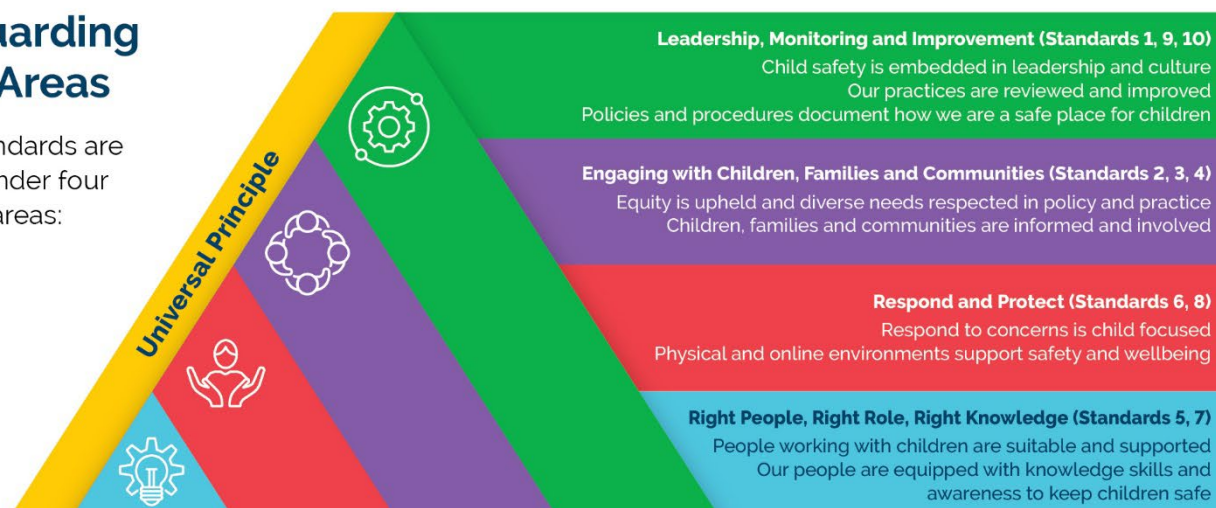 Areas
under four
areas:
Universal Principle
Leadership, Monitoring and Improvement (Standards 1, 9, 10)
Child safety is embedded in leadership and culture
Our practices are reviewed and improved
Policies and procedures document how we are a safe place for children
Engaging with Children, Families and Communities (Standards 2, 3, 4)
Equity is upheld and diverse needs respected in policy and practice
Children, families and communities are informed and involved
Respond and Protect (Standards 6, 8)
Respond to concerns is child focused
Physical and online environments support safety and wellbeing
Right People, Right Role, Right Knowledge (Standards 5, 7)
People working with children are suitable and supported
Our people are equipped with knowledge skills and
awareness to keep children safe